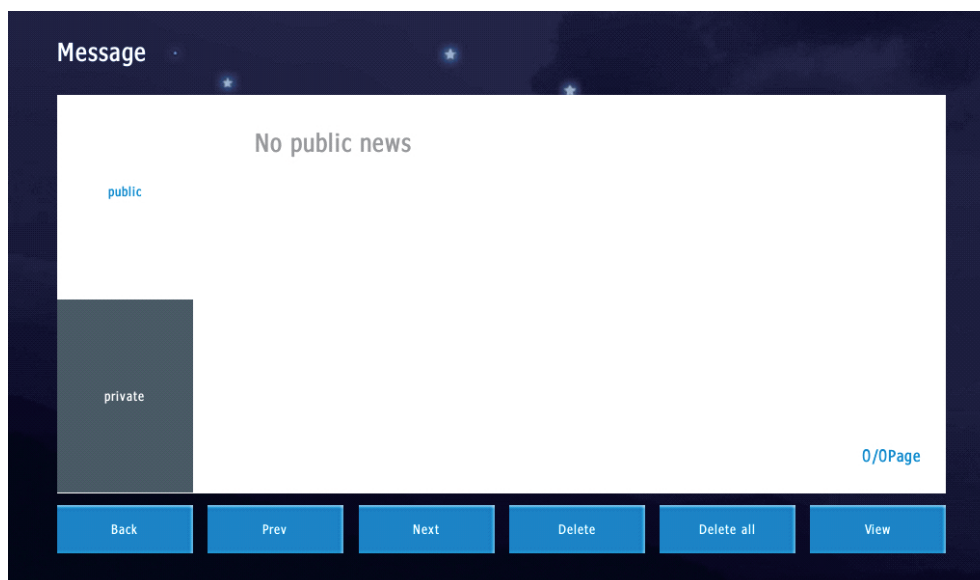 Message
No public news
public
private
0/0Page
Back Prev Next Delete Delete all View